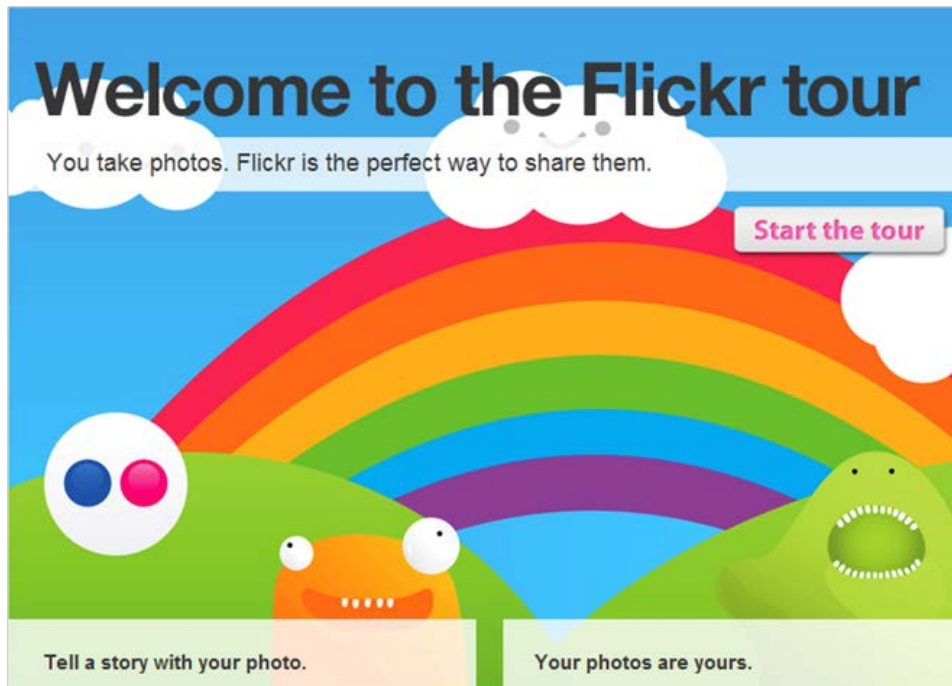 Welcome to the Flickr tour
You take photos. Flickr is the perfect way to share them.
Start the tour
Tell a story with your photo.
Your photos are yours.